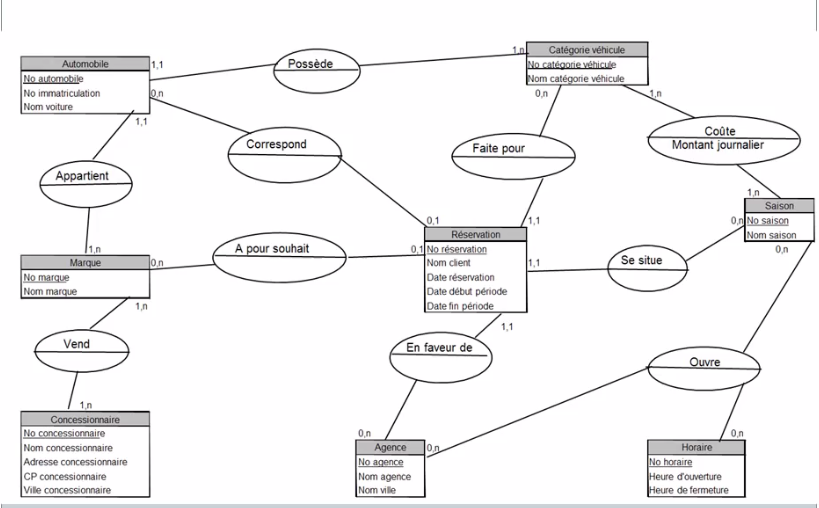 Automobile
No automobile
No immatriculation
Nom voiture
1,1
0,n
1,1
Possède
1,n
Catégorie véhicule
No catégorie véhicule
Nom catégorie véhicule
0,n
1,n
Correspond
Faite pour
Coûte
Montant journalier
Appartient
1,n
Saison
No saison
Nom saison
0,n
0,n
0,1
1,1
Réservation
No réservation
Nom client
Date réservation
Date début période
Date fin période
0,1
1,1
1,1
A pour souhait
Se situe
1,n
Marque
No marque
Nom marque
0,n
1,n
Vend
En faveur de
Ouvre
1,n
Concessionnaire
No concessionnaire
Nom concessionnaire
Adresse concessionnaire
CP concessionnaire
Ville concessionnaire
0,n
Agence
No agence
Nom agence
Nom ville
0,n
0,n
Horaire
No horaire
Heure d'ouverture
Heure de fermeture